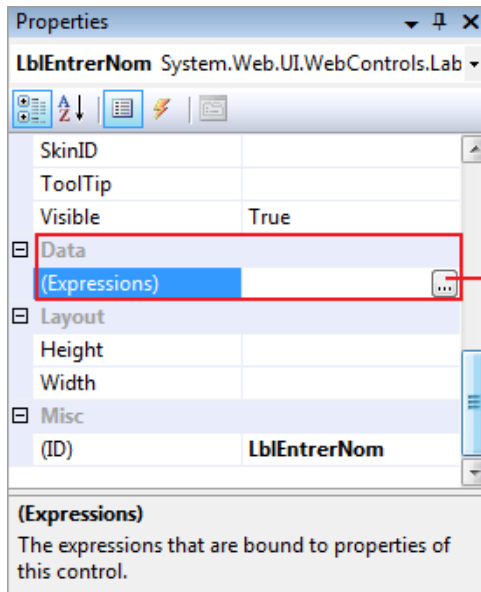 Properties
LblEntrerNom System.Web.UI.WebControls.Lab
SkinID
ToolTip
Visible True
Data
(Expressions) ...
Layout
Height
Width
Misc
(ID) LblEntrerNom
(Expressions)
The expressions that are bound to properties of
this control.